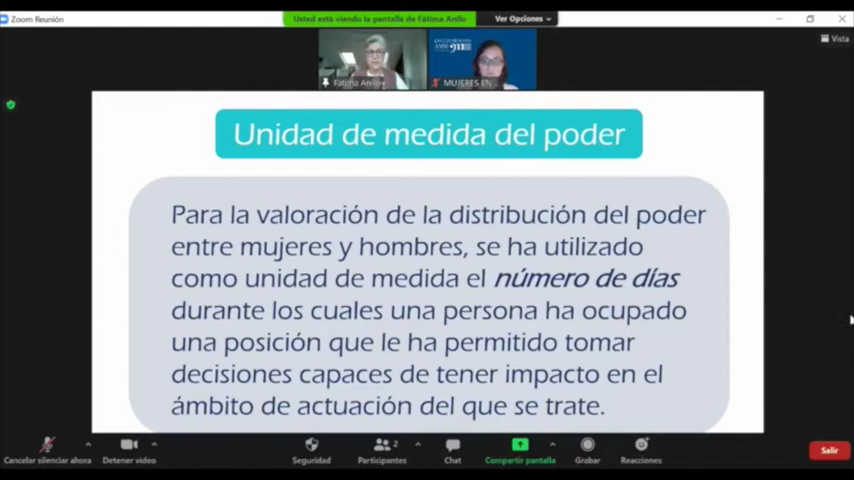 Zoom Reunión
Usted está viendo la pantalla de Fátima Anllo
Ver Opciones
Vista
Fátima Anllo
MUJERES EN
Unidad de medida del poder
Para la valoración de la distribución del poder
entre mujeres y hombres, se ha utilizado
como unidad de medida el número de días
durante los cuales una persona ha ocupado
una posición que le ha permitido tomar
decisiones capaces de tener impacto en el
ámbito de actuación del que se trate.
Cancelar silenciar ahora
Detener video
Seguridad
2
Participantes
Chat
Compartir pantalla
Grabar
Reacciones
Salir